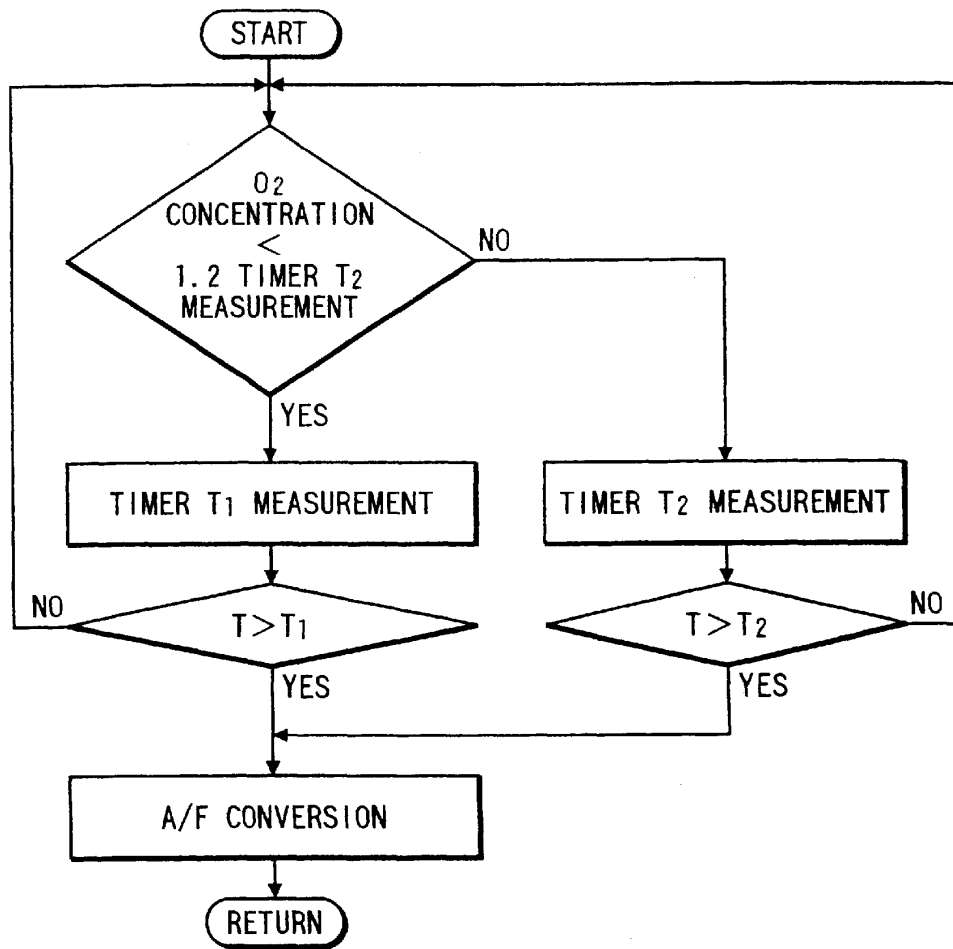 START
O2
CONCENTRATION
<
1.2 TIMER T2
MEASUREMENT
NO
YES
TIMER T1 MEASUREMENT
TIMER T2 MEASUREMENT
NO
T>T1
T>T2
NO
YES
YES
A/F CONVERSION
RETURN